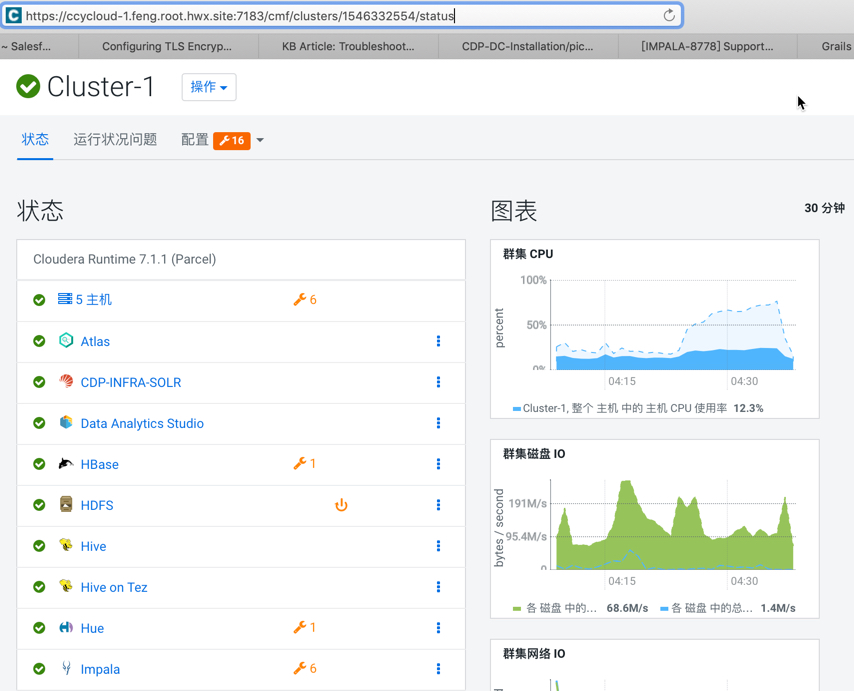 https://ccycloud-1.feng.root.hwx.site:7183/cmf/clusters/1546332554/status
~ Salesf... Configuring TLS Encryp... KB Article: Troubleshoot... CDP-DC-Installation/pic... [IMPALA-8778] Support... Grails
Cluster-1 操作
状态 运行状况问题 配置 16
状态
Cloudera Runtime 7.1.1 (Parcel)
5 主机 6
Atlas
CDP-INFRA-SOLR
Data Analytics Studio
HBase 1
HDFS
Hive
Hive on Tez
Hue 1
Impala 6
图表 30 分钟
群集 CPU
percent
100%
50%
0%
04:15 04:30
Cluster-1, 整个 主机 中的 主机 CPU 使用率 12.3%
群集磁盘 IO
bytes / second
191M/s
95.4M/s
0
04:15 04:30
各 磁盘 中的... 68.6M/s 各 磁盘 中的总... 1.4M/s
群集网络 IO